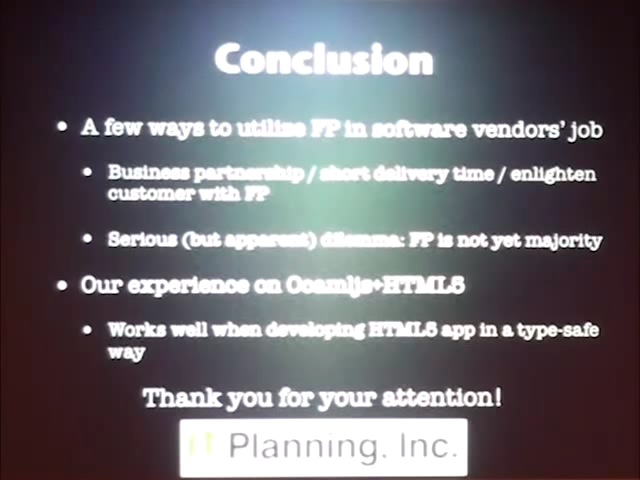 Conclusion
• A few ways to utilize FP in software vendors' job
• Business partnership / short delivery time / enlighten
customer with FP
• Serious (but apparent) dilemma: FP is not yet majority
• Our experience on Ocamljs+HTML5
• Works well when developing HTML5 app in a type-safe
way
Thank you for your attention!
iT Planning, Inc.